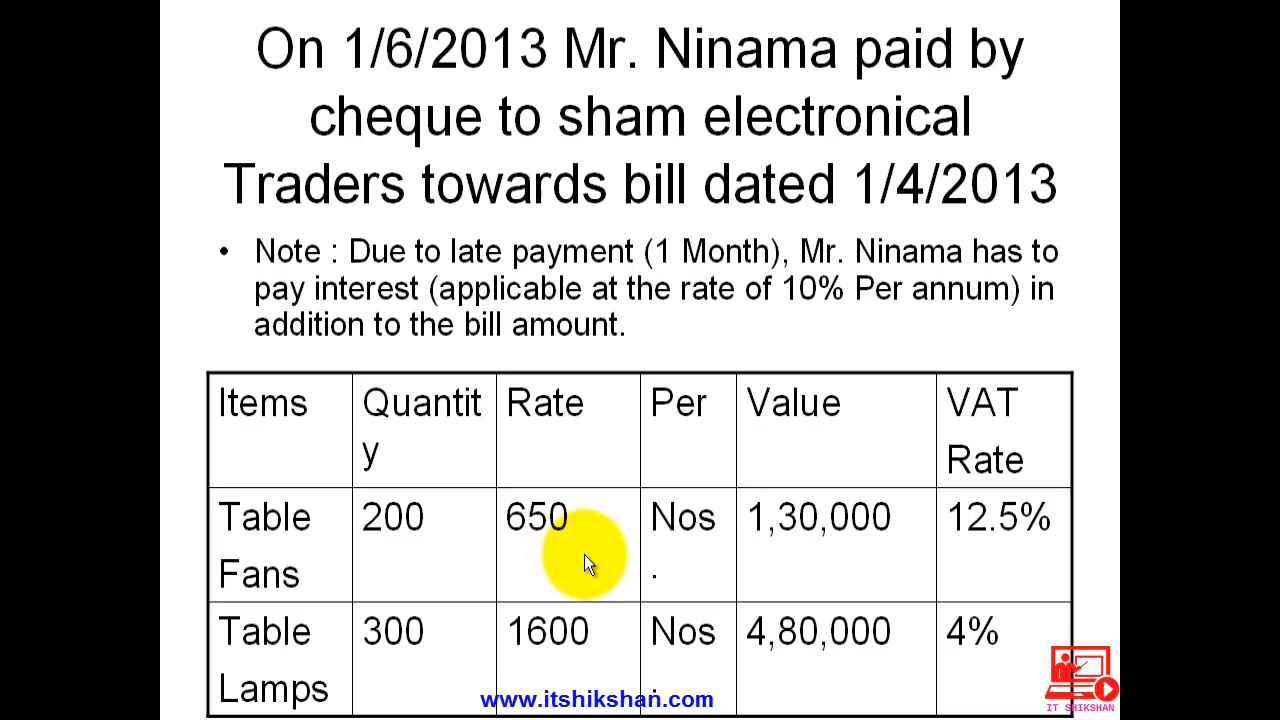 On 1/6/2013 Mr. Ninama paid by
cheque to sham electronical
Traders towards bill dated 1/4/2013
• Note : Due to late payment (1 Month), Mr. Ninama has to
pay interest (applicable at the rate of 10% Per annum) in
addition to the bill amount.
Items Quantit Rate Per Value VAT
y Rate
Table 200 650 Nos 1,30,000 12.5%
Fans .
Table 300 1600 Nos 4,80,000 4%
Lamps .
www.itshikshan.com
IT SHIKSHAN